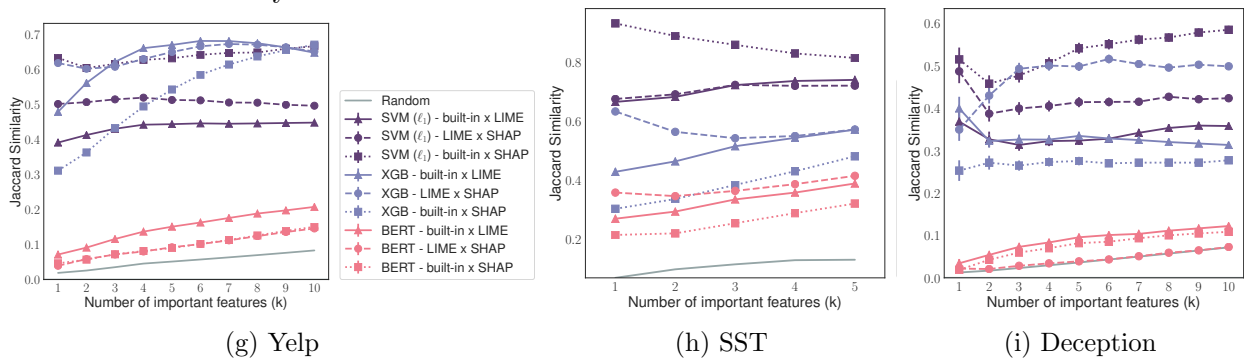 Jaccard Similarity
0.7
0.6
0.5
0.4
0.3
0.2
0.1
0.0
1 2 3 4 5 6 7 8 9 10
Number of important features (k)
(g) Yelp
Random
SVM (ℓ1) - built-in x LIME
SVM (ℓ1) - LIME x SHAP
SVM (ℓ1) - built-in x SHAP
XGB - built-in x LIME
XGB - LIME x SHAP
XGB - built-in x SHAP
BERT - built-in x LIME
BERT - LIME x SHAP
BERT - built-in x SHAP
Jaccard Similarity
0.8
0.6
0.4
0.2
1 2 3 4 5
Number of important features (k)
(h) SST
Jaccard Similarity
0.6
0.5
0.4
0.3
0.2
0.1
0.0
1 2 3 4 5 6 7 8 9 10
Number of important features (k)
(i) Deception